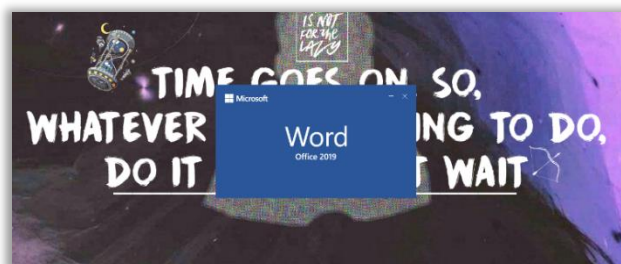 IS NOT
FOR THE
LAZY
TIME GOES ON, SO,
Microsoft
WHATEVER ING TO DO,
Word
Office 2019
DO IT T WAIT